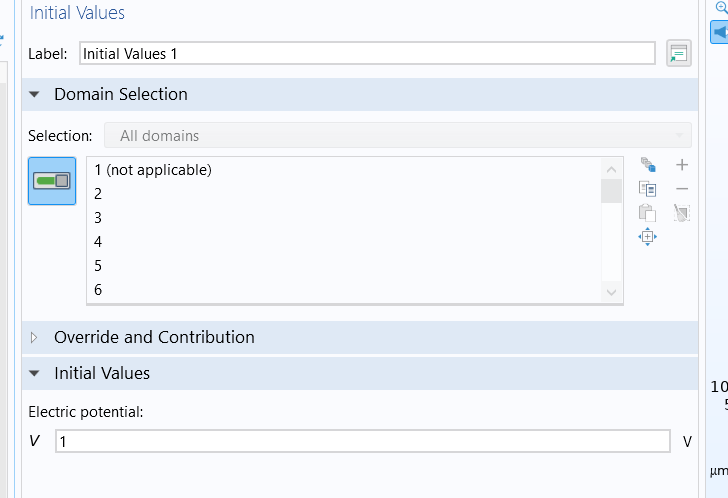 Initial Values
Label: Initial Values 1
Domain Selection
Selection: All domains
1 (not applicable)
2
3
4
5
6
Override and Contribution
Initial Values
Electric potential:
V 1 V
10
5
µm